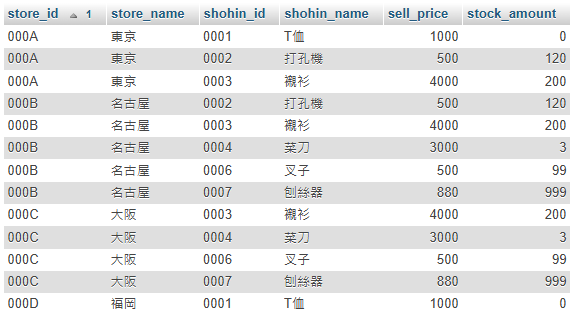 store_id 1 store_name shohin_id shohin_name sell_price stock_amount
000A 東京 0001 T恤 1000 0
000A 東京 0002 打孔機 500 120
000A 東京 0003 襯衫 4000 200
000B 名古屋 0002 打孔機 500 120
000B 名古屋 0003 襯衫 4000 200
000B 名古屋 0004 菜刀 3000 3
000B 名古屋 0006 叉子 500 99
000B 名古屋 0007 刨絲器 880 999
000C 大阪 0003 襯衫 4000 200
000C 大阪 0004 菜刀 3000 3
000C 大阪 0006 叉子 500 99
000C 大阪 0007 刨絲器 880 999
000D 福岡 0001 T恤 1000 0